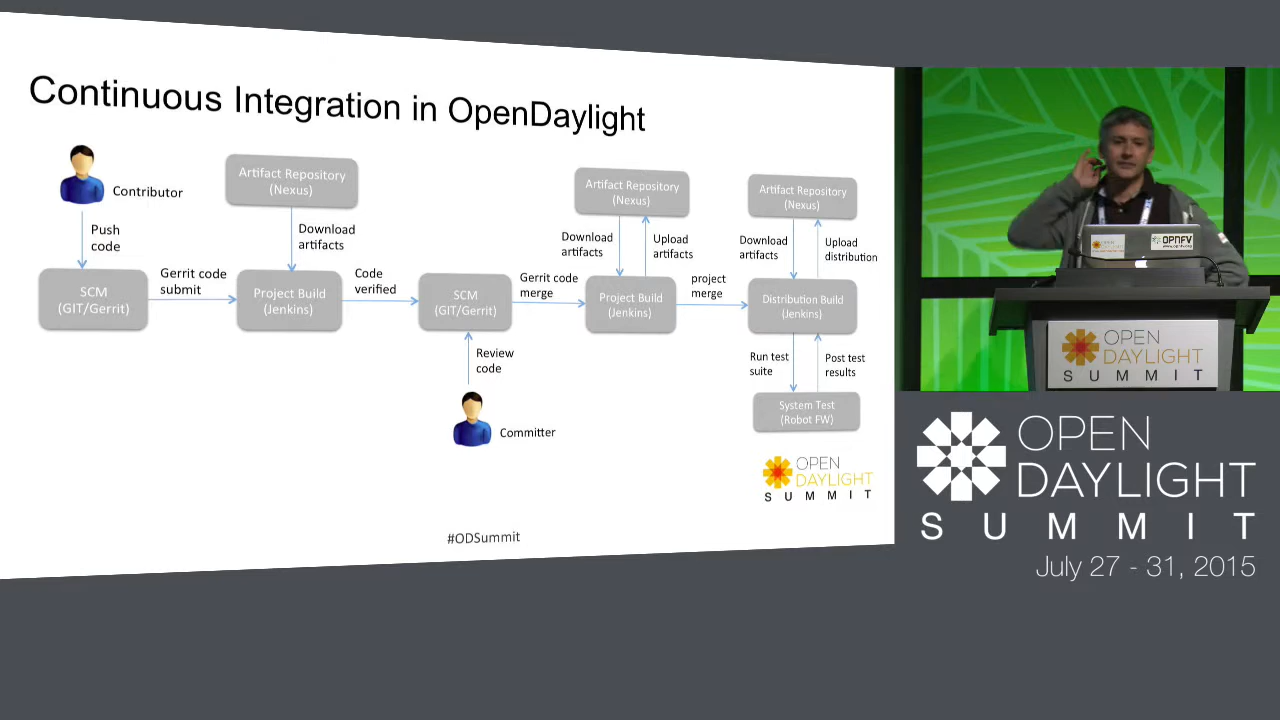 Continuous Integration in OpenDaylight
Contributor
Artifact Repository
(Nexus)
Artifact Repository
(Nexus)
Artifact Repository
(Nexus)
Push
code
Download
artifacts
Download
artifacts
Upload
artifacts
Download
artifacts
Upload
distribution
SCM
(GIT/Gerrit)
Gerrit code
submit
Project Build
(Jenkins)
Code
verified
SCM
(GIT/Gerrit)
Gerrit code
merge
Project Build
(Jenkins)
project
merge
Distribution Build
(Jenkins)
Review
code
Run test
suite
Post test
results
Committer
System Test
(Robot FW)
OPEN
DAYLIGHT
SUMMIT
#ODSummit
OPNFV
OPEN
DAYLIGHT
SUMMIT
OPEN
DAYLIGHT
SUMMIT
July 27 - 31, 2015